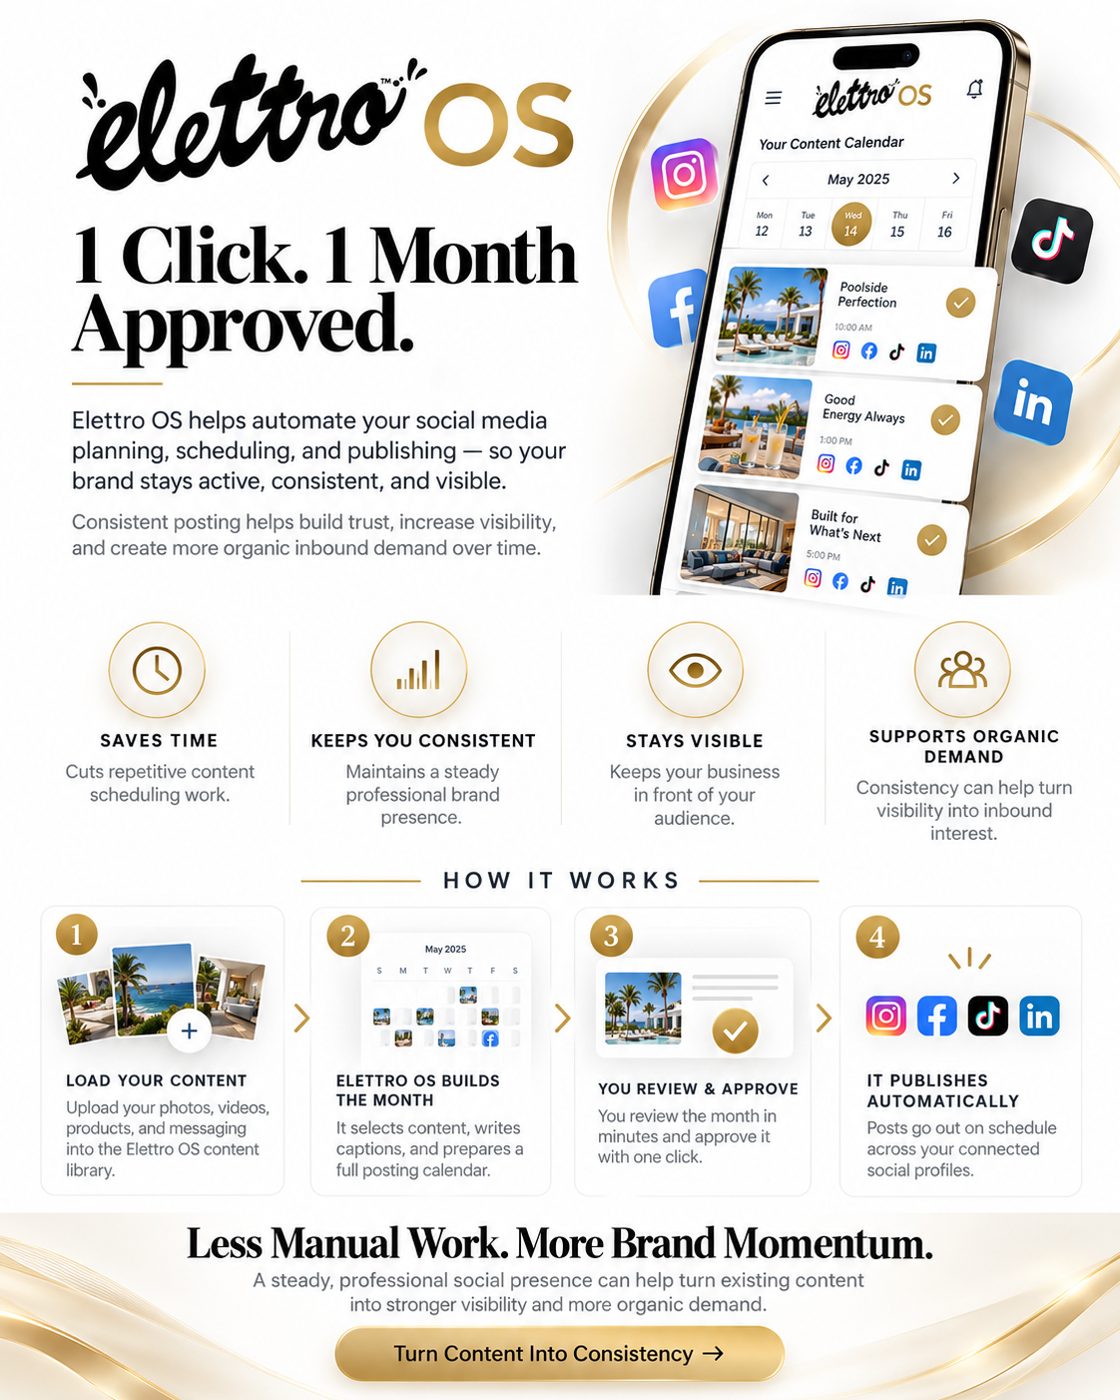 elettro™ OS
1 Click. 1 Month
Approved.
Elettro OS helps automate your social media
planning, scheduling, and publishing — so your
brand stays active, consistent, and visible.
Consistent posting helps build trust, increase visibility,
and create more organic inbound demand over time.
elettro OS
Your Content Calendar
May 2025
Mon Tue Wed Thu Fri
12 13 14 15 16
Poolside
Perfection
10:00 AM
in
Good
Energy Always
1:00 PM
in
Built for
What's Next
5:00 PM
in
f
in
SAVES TIME
Cuts repetitive content
scheduling work.
KEEPS YOU CONSISTENT
Maintains a steady
professional brand
presence.
STAYS VISIBLE
Keeps your business
in front of your
audience.
SUPPORTS ORGANIC
DEMAND
Consistency can help turn
visibility into inbound
interest.
HOW IT WORKS
1
LOAD YOUR CONTENT
Upload your photos, videos,
products, and messaging
into the Elettro OS content
library.
2
May 2025
S M T W T F S
ELETTRO OS BUILDS
THE MONTH
It selects content, writes
captions, and prepares a
full posting calendar.
3
YOU REVIEW & APPROVE
You review the month in
minutes and approve it
with one click.
4
f in
IT PUBLISHES
AUTOMATICALLY
Posts go out on schedule
across your connected
social profiles.
Less Manual Work. More Brand Momentum.
A steady, professional social presence can help turn existing content
into stronger visibility and more organic demand.
Turn Content Into Consistency →